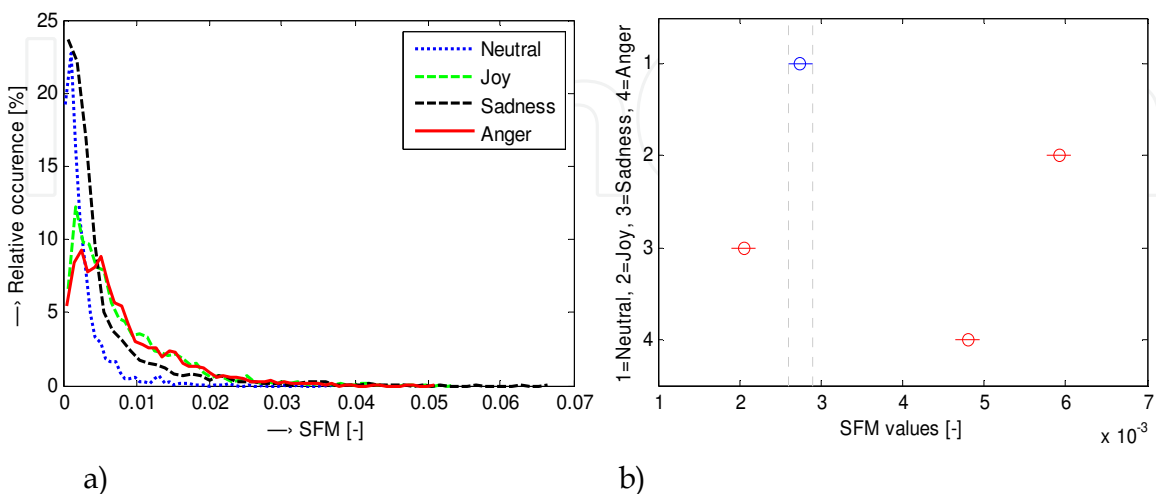 25
20
15
10
5
0
—› Relative occurence [%]
Neutral
Joy
Sadness
Anger
0 0.01 0.02 0.03 0.04 0.05 0.06 0.07
—› SFM [-]
a)
1=Neutral, 2=Joy, 3=Sadness, 4=Anger
1
2
3
4
1 2 3 4 5 6 7
SFM values [-]
x 10-3
b)